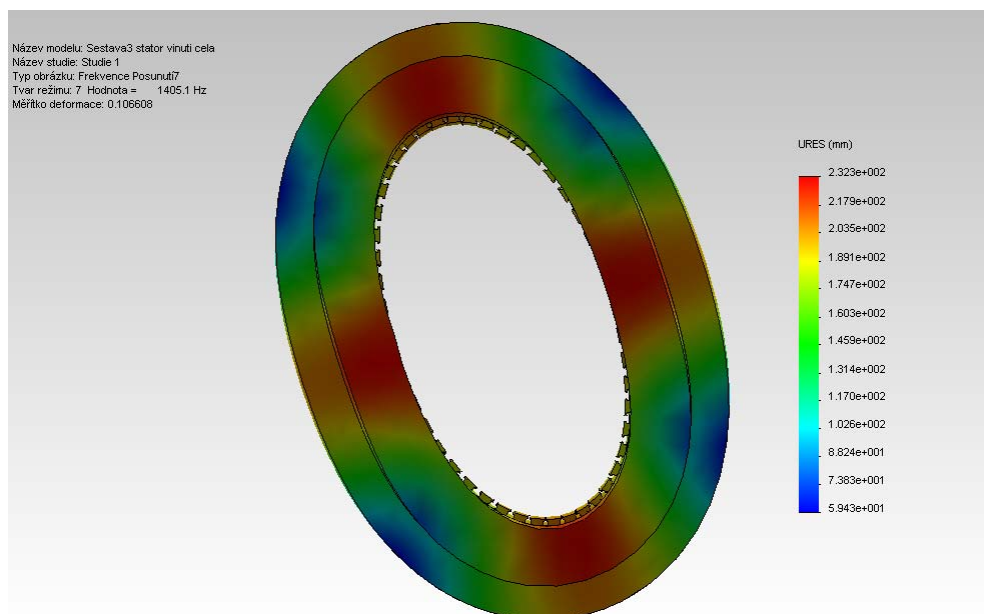 Název modelu: Sestava3 stator vinuti cela
Název studie: Studie 1
Typ obrázku: Frekvence Posunutí7
Tvar režimu: 7 Hodnota = 1405.1 Hz
Měřítko deformace: 0.106608
URES (mm)
2.323e+002
2.179e+002
2.035e+002
1.891e+002
1.747e+002
1.603e+002
1.459e+002
1.314e+002
1.170e+002
1.026e+002
8.824e+001
7.383e+001
5.943e+001